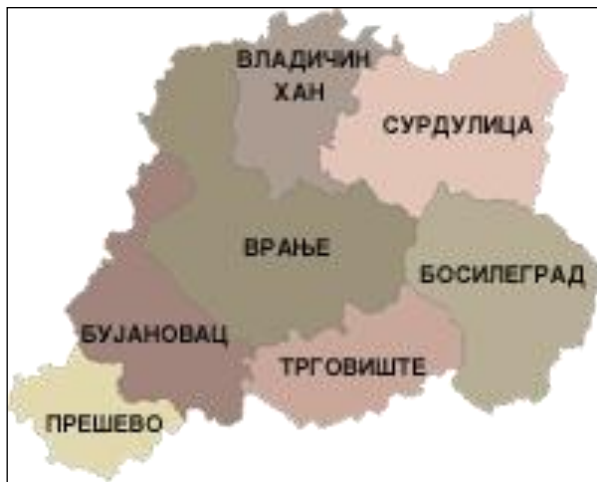 ВЛАДИЧИН
ХАН
СУРДУЛИЦА
ВРАЊЕ
БОСИЛЕГРАД
БУЈАНОВАЦ
ТРГОВИШТЕ
ПРЕШЕВО